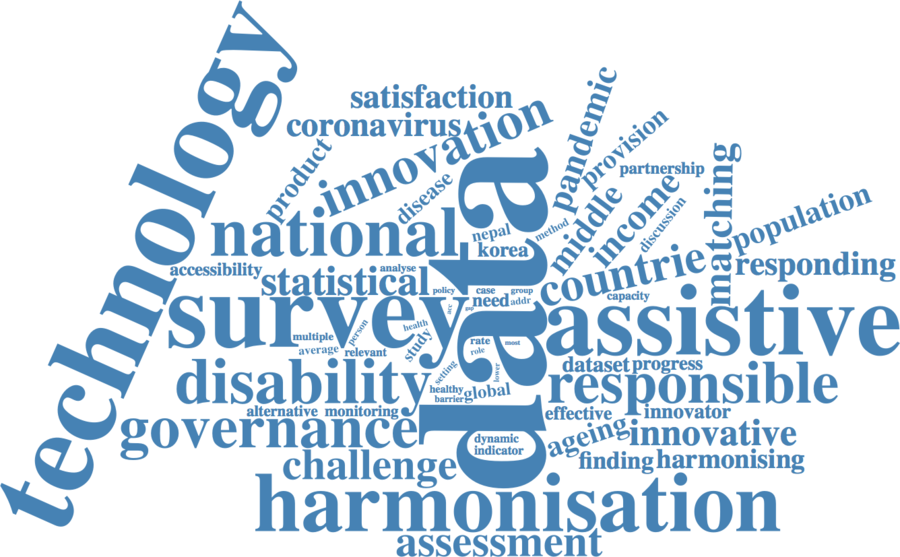 technology
satisfaction
coronavirus
innovation
product
disease
pandemic
provision
partnership
data
national
nepal
korea
method
middle
income
discussion
matching
population
accessibility
analyse
statistical
countrie
responding
survey
policy
case
group
need
addr
acc
gap
capacity
assistive
multiple
person
health
study
average
relevant
rate
most
role
setting
lower
dataset
progress
disability
healthy
barrier
global
responsible
alternative
monitoring
effective
innovator
governance
dynamic
indicator
ageing
innovative
challenge
finding
harmonising
harmonisation
assessment